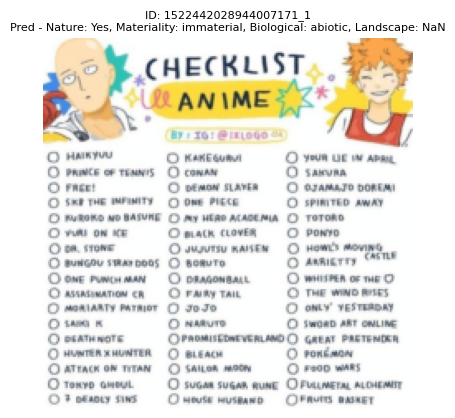 ID: 1522442028944007171_1
Pred - Nature: Yes, Materiality: immaterial, Biological: abiotic, Landscape: NaN
CHECKLIST
ANIME
BY: IG:
HAIKYUU
PRINCE OF TENNIS
FREE!
SK8 THE INFINITY
KUROKO NO BASUKE
YURI ON ICE
DR. STONE
BUNGOU STRAY DOGS
ONE PUNCH MAN
ASSASINATION CR
MORIARTY PATRIOT
SAIKI K
DEATH NOTE
HUNTER X HUNTER
ATTACK ON TITAN
TOKYO GHOUL
7 DEADLY SINS
KAKEGURUI
CONAN
DEMON SLAYER
ONE PIECE
MY HERO ACADEMIA
BLACK CLOVER
JUJUTSU KAISEN
BORUTO
DRAGONBALL
FAIRY TAIL
JO JO
NARUTO
PROMISEDNEVERLAND
BLEACH
SAILOR MOON
SUGAR SUGAR RUNE
HOUSE HUSBAND
YOUR LIE IN APRIL
SAKURA
OJAMAJO DOREMI
SPIRITED AWAY
TOTORO
PONYO
HOWL'S MOVING
CASTLE
ARRIETTY
WHISPER OF THE ♡
THE WIND RISES
ONLY YESTERDAY
SWORD ART ONLINE
GREAT PRETENDER
POKÉMON
FOOD WARS
FULLMETAL ALCHEMIST
FRUITS BASKET